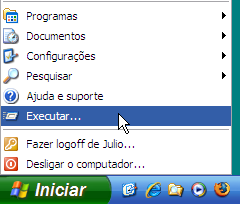 Programas
Documentos
Configurações
Pesquisar
Ajuda e suporte
Executar...
Fazer logoff de Julio...
Desligar o computador...
Iniciar